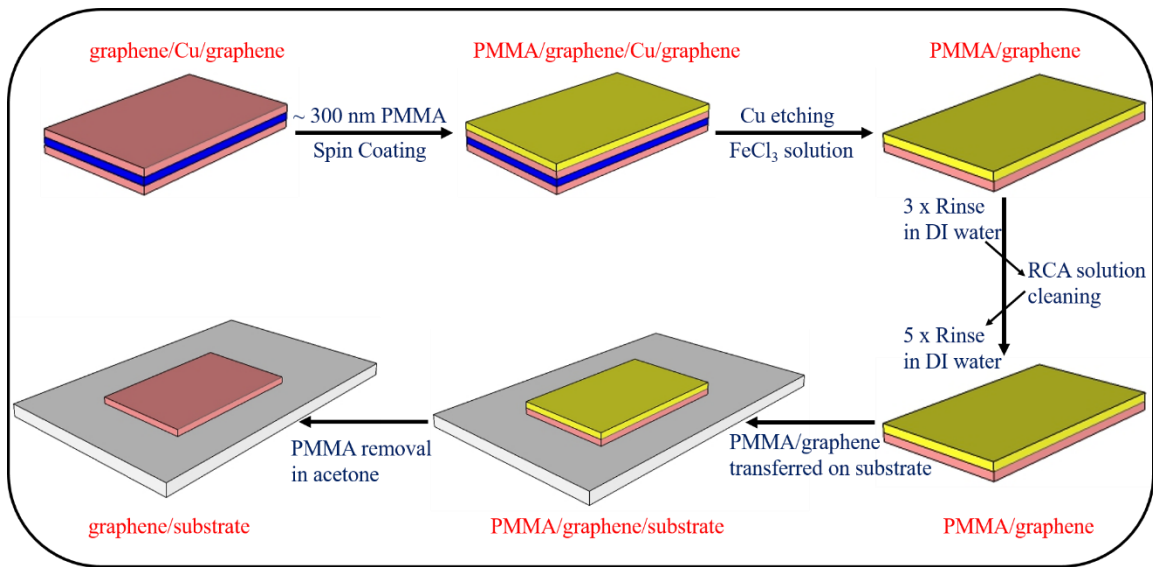 graphene/Cu/graphene
~ 300 nm PMMA
Spin Coating
PMMA/graphene/Cu/graphene
Cu etching
FeCl₃ solution
PMMA/graphene
3 x Rinse
in DI water
RCA solution
cleaning
5 x Rinse
in DI water
PMMA/graphene
PMMA/graphene
transferred on substrate
PMMA/graphene/substrate
PMMA removal
in acetone
graphene/substrate